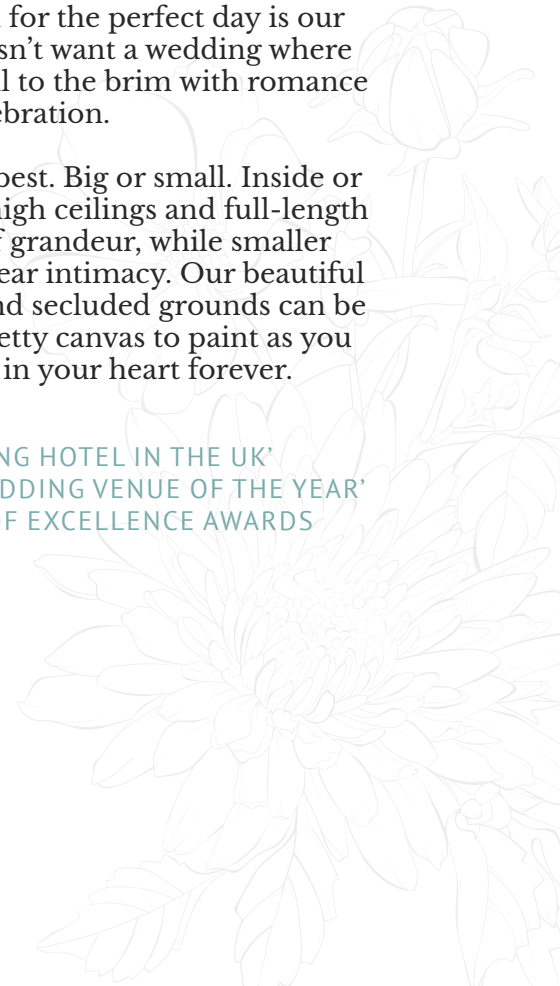 for the perfect day is our
sn’t want a wedding where
l to the brim with romance
ebration.
best. Big or small. Inside or
high ceilings and full-length
f grandeur, while smaller
ear intimacy. Our beautiful
nd secluded grounds can be
etty canvas to paint as you
in your heart forever.
NG HOTEL IN THE UK’
DDING VENUE OF THE YEAR’
OF EXCELLENCE AWARDS